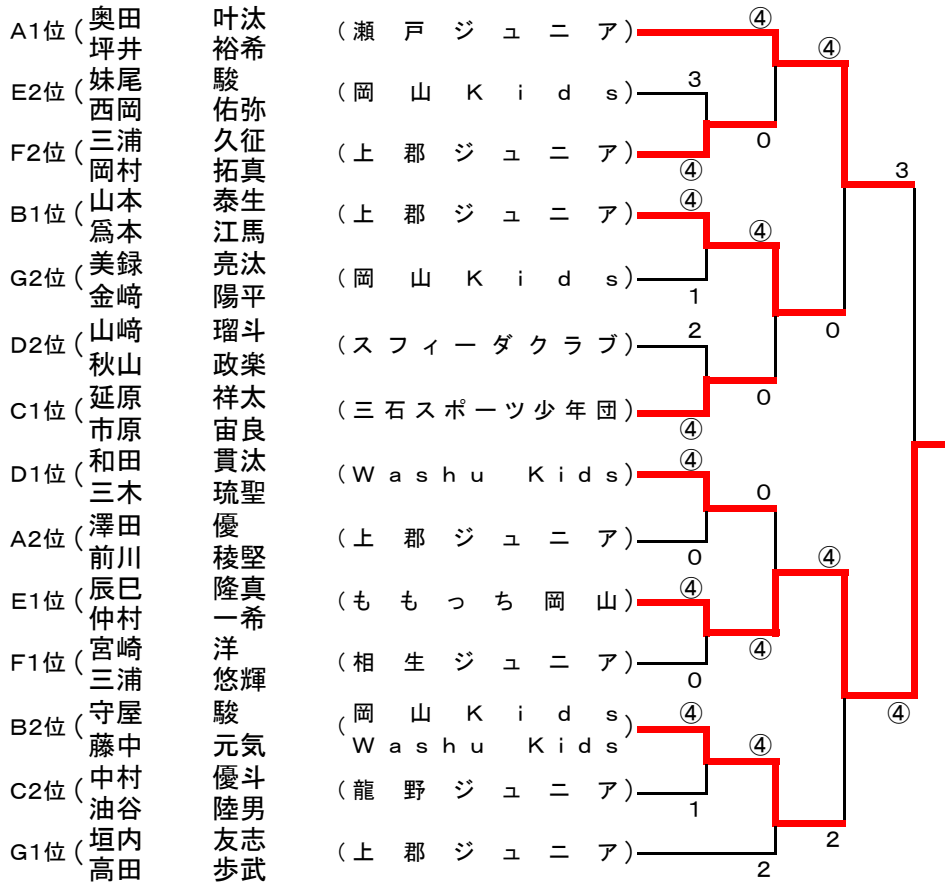 A1位 ( 奥田 叶汰 坪井 裕希 ( 瀬戸ジュニア ) ④ ④
E2位 ( 妹尾 駿 西岡 佑弥 ( 岡山Kids ) 3
0
F2位 ( 三浦 久征 岡村 拓真 ( 上郡ジュニア ) ④
3
B1位 ( 山本 泰生 爲本 江馬 ( 上郡ジュニア ) ④ ④
G2位 ( 美録 亮汰 金﨑 陽平 ( 岡山Kids ) 1
0
D2位 ( 山﨑 瑠斗 秋山 政楽 ( スフィーダクラブ ) 2
0
C1位 ( 延原 祥太 市原 宙良 ( 三石スポーツ少年団 ) ④
D1位 ( 和田 貫汰 三木 琉聖 ( Washu Kids ) ④ 0
A2位 ( 澤田 優 前川 稜堅 ( 上郡ジュニア ) 0 ④
E1位 ( 辰巳 隆真 仲村 一希 ( ももっち岡山 ) ④
④
F1位 ( 宮崎 洋 三浦 悠輝 ( 相生ジュニア ) 0
B2位 ( 守屋 駿 藤中 元気 ( 岡山Kids Washu Kids ) ④ ④ ④
C2位 ( 中村 優斗 油谷 陸男 ( 龍野ジュニア ) 1
2
G1位 ( 垣内 友志 高田 歩武 ( 上郡ジュニア ) 2